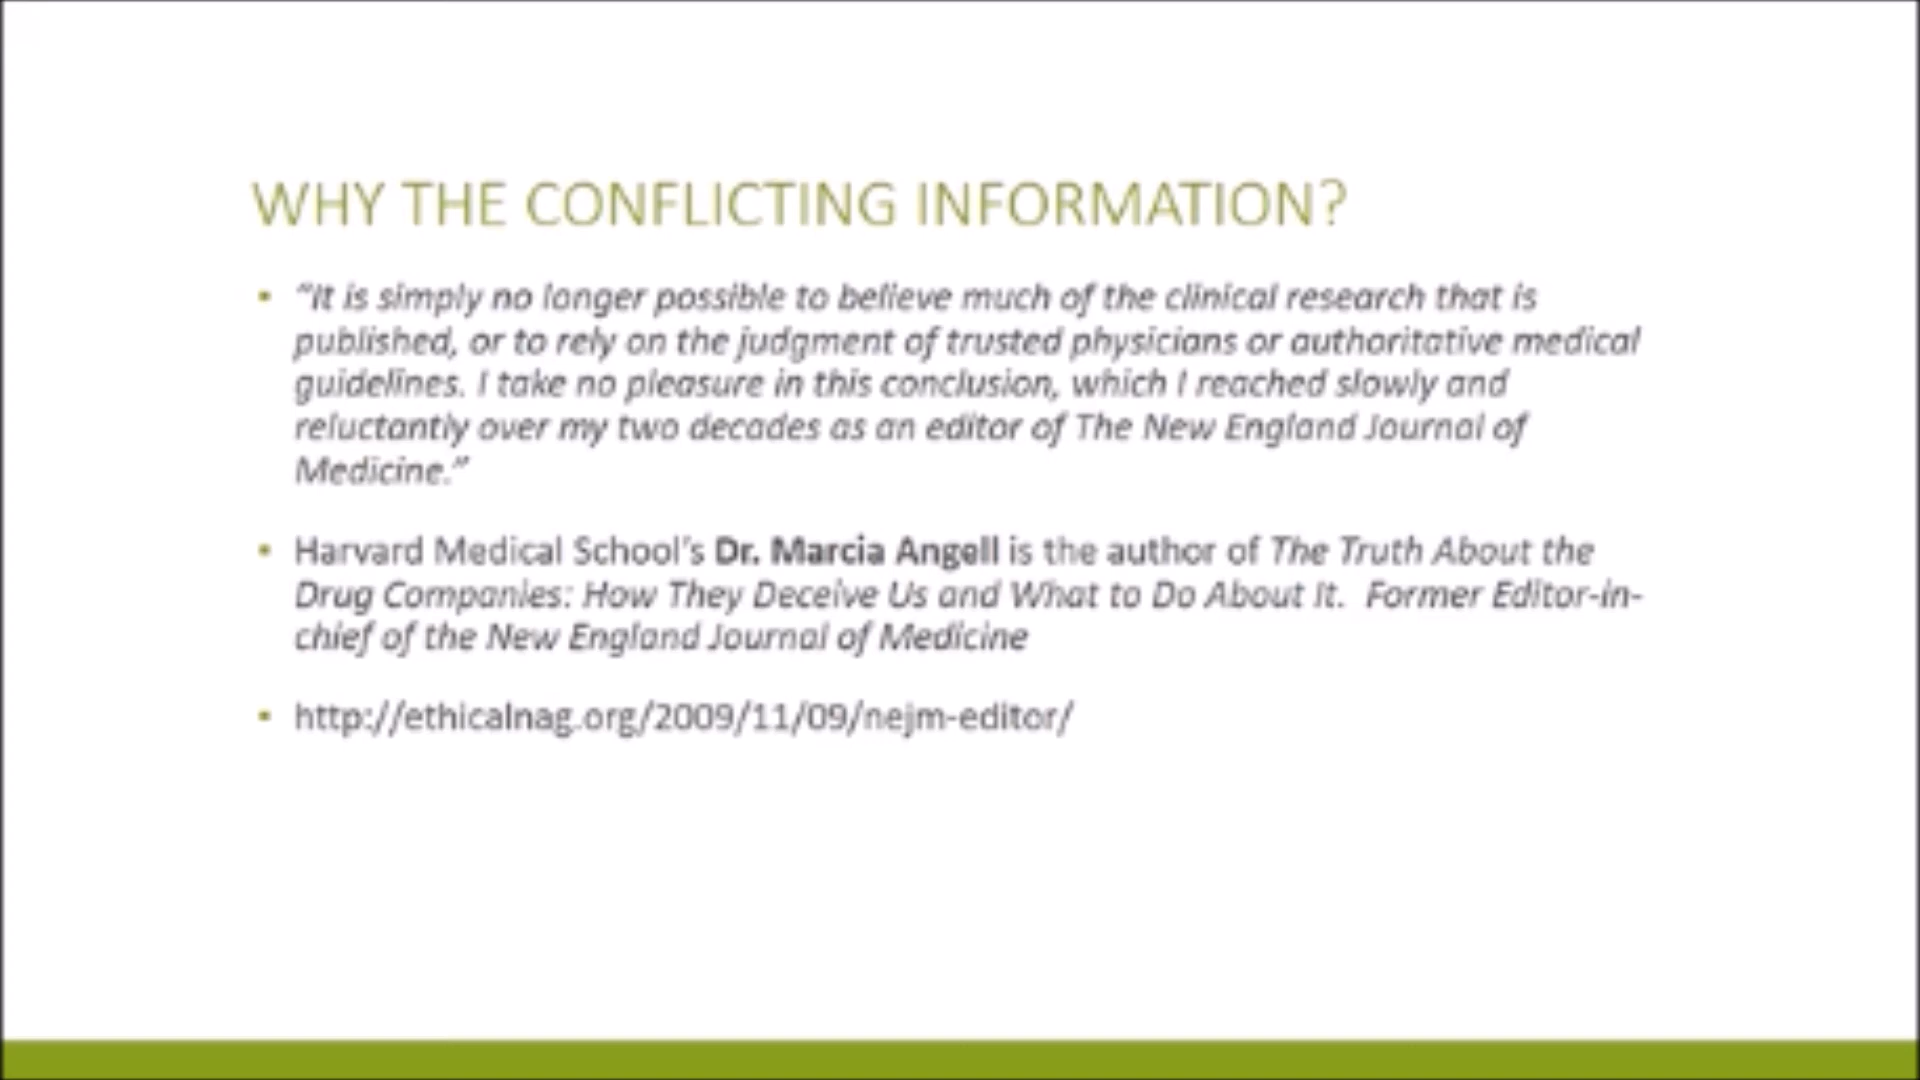 WHY THE CONFLICTING INFORMATION?
▪ “It is simply no longer possible to believe much of the clinical research that is
published, or to rely on the judgment of trusted physicians or authoritative medical
guidelines. I take no pleasure in this conclusion, which I reached slowly and
reluctantly over my two decades as an editor of The New England Journal of
Medicine.”
▪ Harvard Medical School’s Dr. Marcia Angell is the author of The Truth About the
Drug Companies: How They Deceive Us and What to Do About It.  Former Editor-in-
chief of the New England Journal of Medicine
▪ http://ethicalnag.org/2009/11/09/nejm-editor/